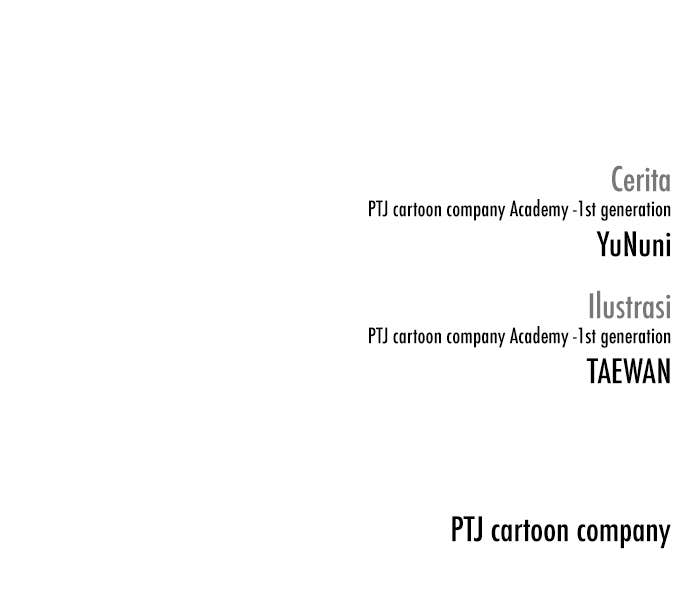 Cerita
PTJ cartoon company Academy -1st generation
YuNuni
Ilustrasi
PTJ cartoon company Academy -1st generation
TAEWAN
PTJ cartoon company